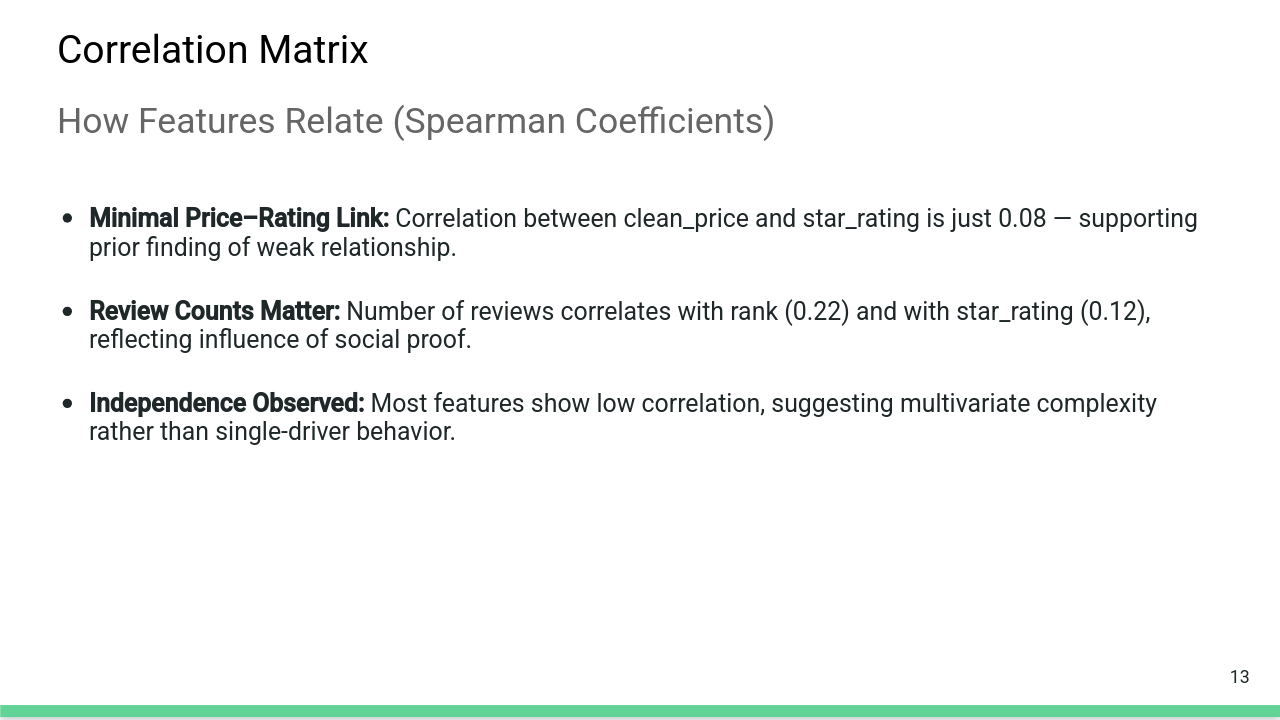 Correlation Matrix
How Features Relate (Spearman Coefficients)
• Minimal Price–Rating Link: Correlation between clean_price and star_rating is just 0.08 — supporting
prior finding of weak relationship.
• Review Counts Matter: Number of reviews correlates with rank (0.22) and with star_rating (0.12),
reflecting influence of social proof.
• Independence Observed: Most features show low correlation, suggesting multivariate complexity
rather than single-driver behavior.
13